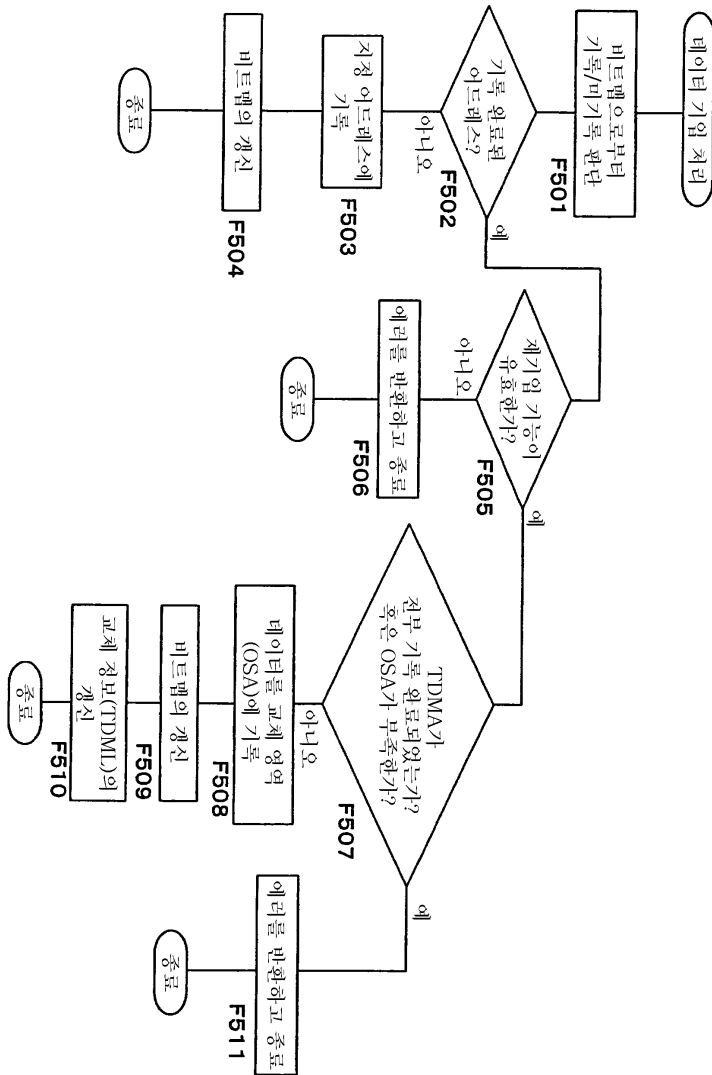 데이터 기입 처리
비트맵으로부터
기록/미기록 판단
F501
기록 완료된
어드레스?
F502
예
아니요
지정 어드레스에
기록
F503
비트맵의 갱신
F504
종료
재기입 기능이
유효한가?
F505
예
아니요
에러를 반환하고 종료
F506
종료
TDMA가
전부 기록 완료되었는가?
혹은 OSA가 부족한가?
F507
예
아니요
데이터를 교체 영역
(OSA)에 기록
F508
비트맵의 갱신
F509
교체 정보(TDML)의
갱신
F510
종료
에러를 반환하고 종료
F511
종료